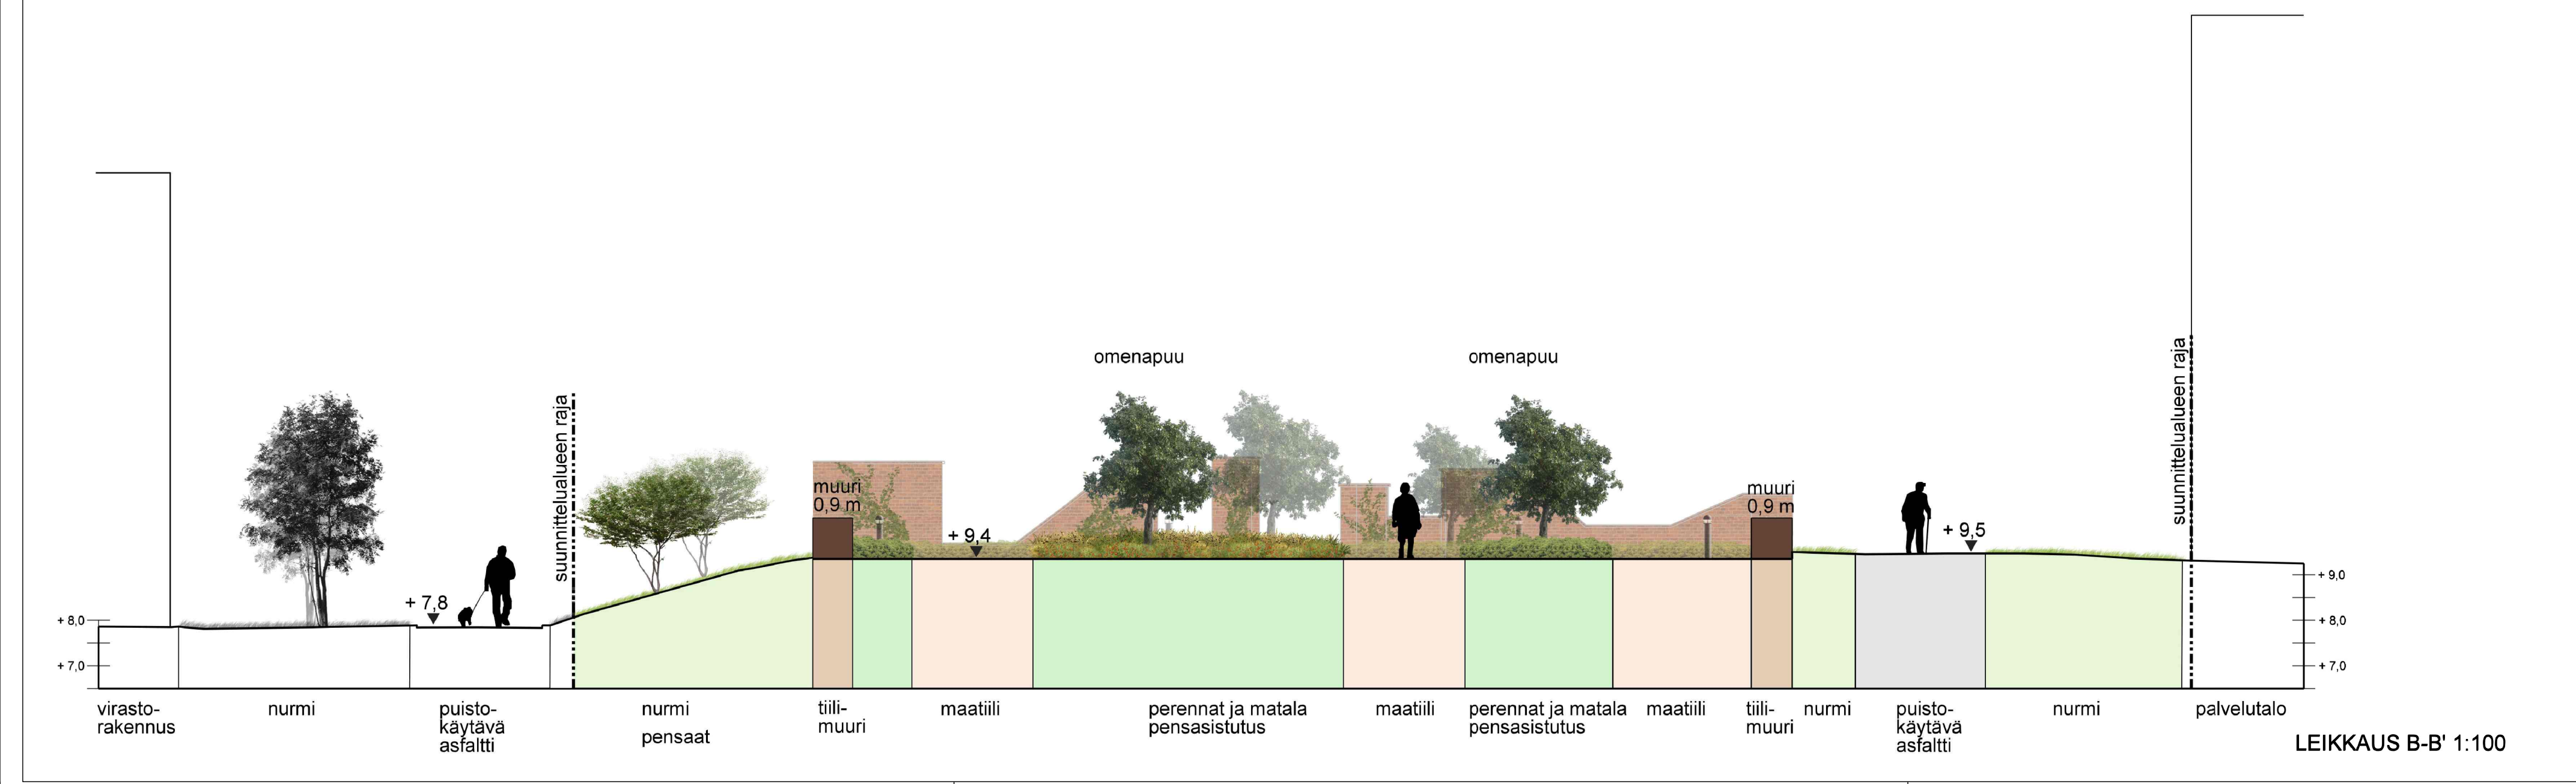 omenapuu
omenapuu
suunnittelualueen raja
suunnittelualueen raja
muuri
0,9 m
muuri
0,9 m
+ 9,4
+ 9,5
+ 7,8
+ 8,0
+ 7,0
+ 9,0
+ 8,0
+ 7,0
virasto-
rakennus
nurmi
puisto-
käytävä
asfaltti
nurmi
pensaat
tiili-
muuri
maatiili
perennat ja matala
pensasistutus
maatiili
perennat ja matala
pensasistutus
maatiili
tiili-
muuri
nurmi
puisto-
käytävä
asfaltti
nurmi
palvelutalo
LEIKKAUS B-B' 1:100